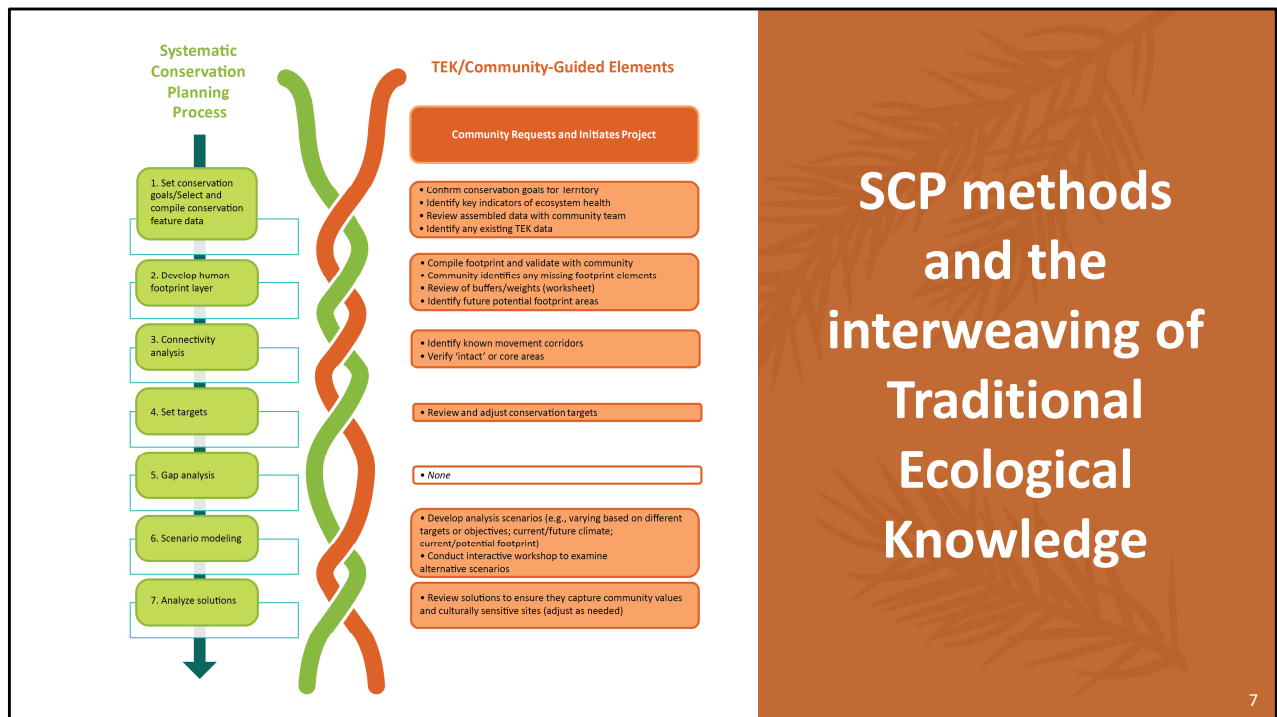 Systematic
Conservation
Planning
Process
TEK/Community-Guided Elements
Community Requests and Initiates Project
1. Set conservation
goals/Select and
compile conservation
feature data
• Confirm conservation goals for Territory
• Identify key indicators of ecosystem health
• Review assembled data with community team
• Identify any existing TEK data
2. Develop human
footprint layer
• Compile footprint and validate with community
• Community identifies any missing footprint elements
• Review of buffers/weights (worksheet)
• Identify future potential footprint areas
3. Connectivity
analysis
• Identify known movement corridors
• Verify ‘intact’ or core areas
4. Set targets
• Review and adjust conservation targets
5. Gap analysis
• None
6. Scenario modeling
• Develop analysis scenarios (e.g., varying based on different
targets or objectives; current/future climate;
current/potential footprint)
• Conduct interactive workshop to examine
alternative scenarios
7. Analyze solutions
• Review solutions to ensure they capture community values
and culturally sensitive sites (adjust as needed)
SCP methods
and the
interweaving of
Traditional
Ecological
Knowledge
7